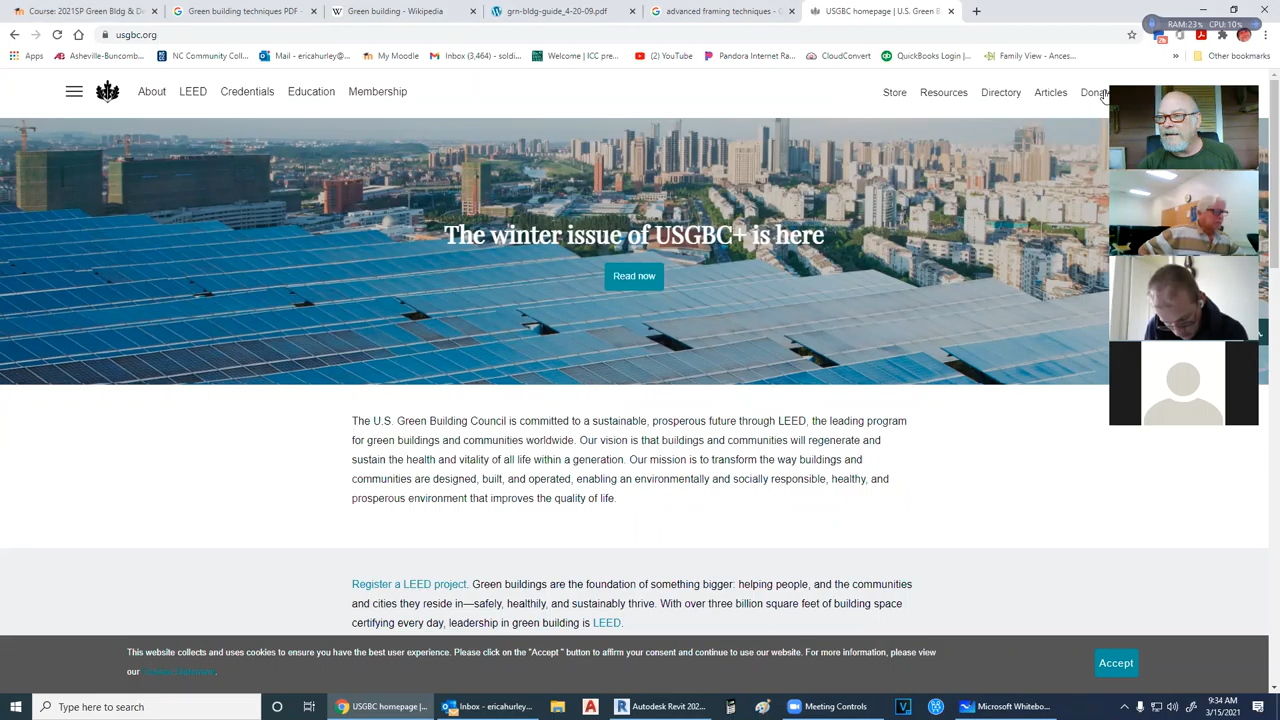 Course: 2021SP Green Bldg & De
Green building techniques PDF -
Green building - Wikipedia
grn-bldg-guide_4-20-09.pdf
advanced framing techniques - G
USGBC homepage | U.S. Green B
RAM:23% CPU:10%
usgbc.org
Apps
Asheville-Buncomb...
NC Community Coll...
Mail - ericahurley@...
My Moodle
Inbox (3,464) - soldi...
Welcome | ICC pre...
(2) YouTube
Pandora Internet Ra...
CloudConvert
QuickBooks Login |...
Family View - Ances...
»
Other bookmarks
About LEED Credentials Education Membership
Store Resources Directory Articles
The winter issue of USGBC+ is here
Read now
The U.S. Green Building Council is committed to a sustainable, prosperous future through LEED, the leading program
for green buildings and communities worldwide. Our vision is that buildings and communities will regenerate and
sustain the health and vitality of all life within a generation. Our mission is to transform the way buildings and
communities are designed, built, and operated, enabling an environmentally and socially responsible, healthy, and
prosperous environment that improves the quality of life.
Register a LEED project. Green buildings are the foundation of something bigger: helping people, and the communities
and cities they reside in—safely, healthily, and sustainably thrive. With over three billion square feet of building space
certifying every day, leadership in green building is LEED.
This website collects and uses cookies to ensure you have the best user experience. Please click on the "Accept" button to affirm your consent and continue to use our website. For more information, please view
our
Accept
Type here to search
USGBC homepage |...
Inbox - ericahurley...
Autodesk Revit 202...
Meeting Controls
Microsoft Whitebo...
9:34 AM
3/15/2021